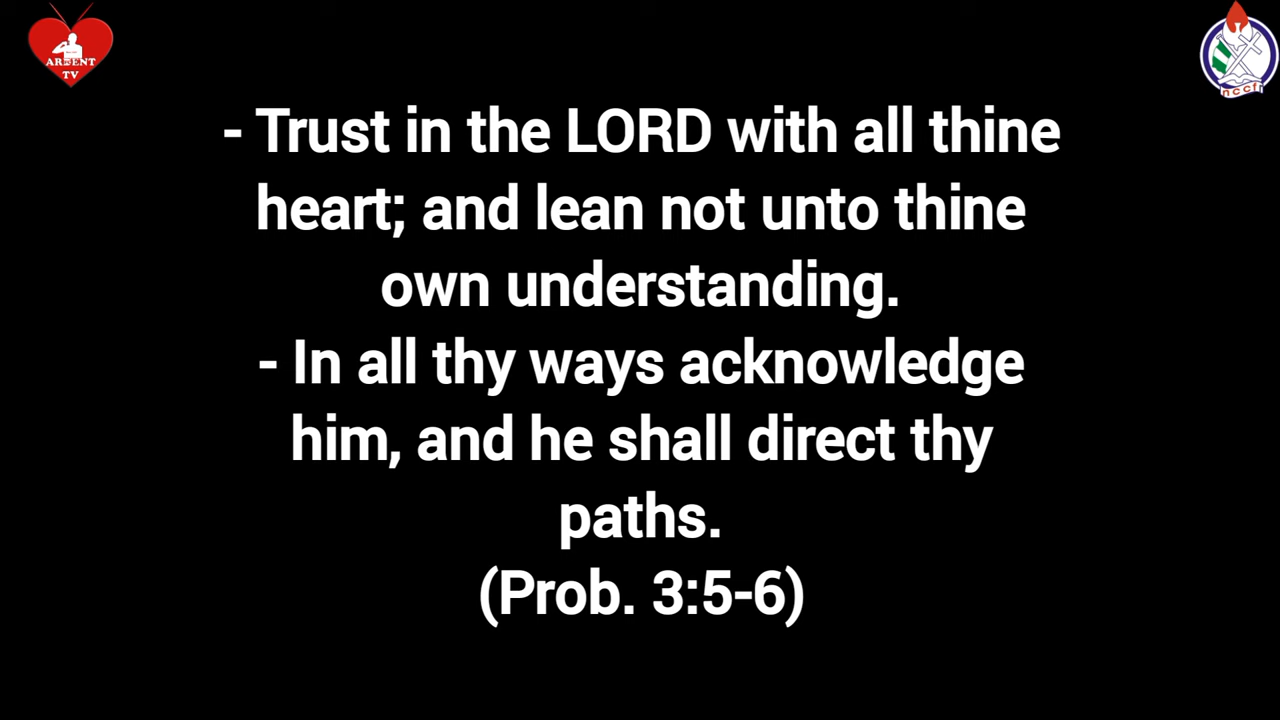 ARDENT
TV
nccf
- Trust in the LORD with all thine
heart; and lean not unto thine
own understanding.
- In all thy ways acknowledge
him, and he shall direct thy
paths.
(Prob. 3:5-6)